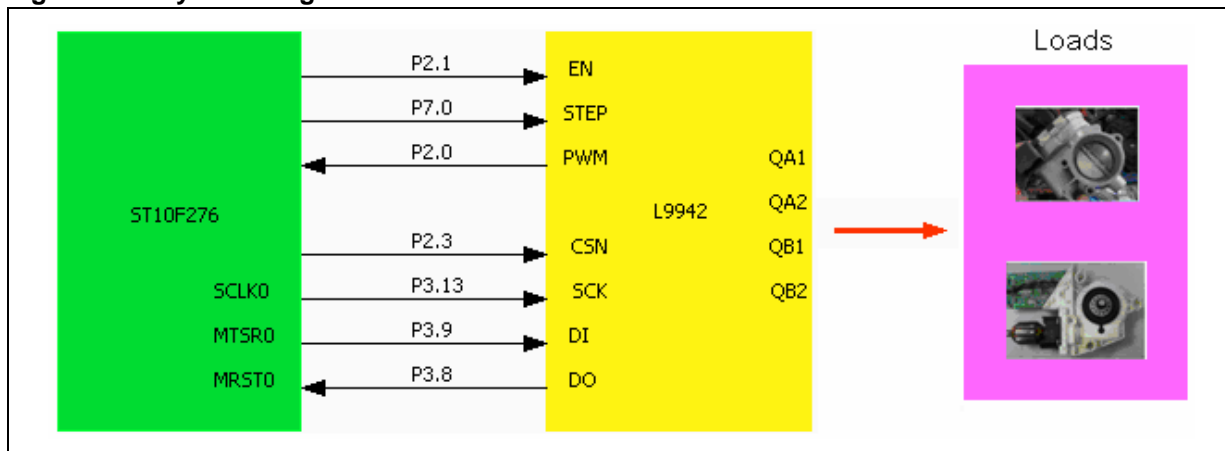 Loads
P2.1
EN
P7.0
STEP
P2.0
PWM
QA1
QA2
ST10F276
L9942
P2.3
CSN
QB1
SCLK0
P3.13
SCK
QB2
MTSR0
P3.9
DI
MRST0
P3.8
DO